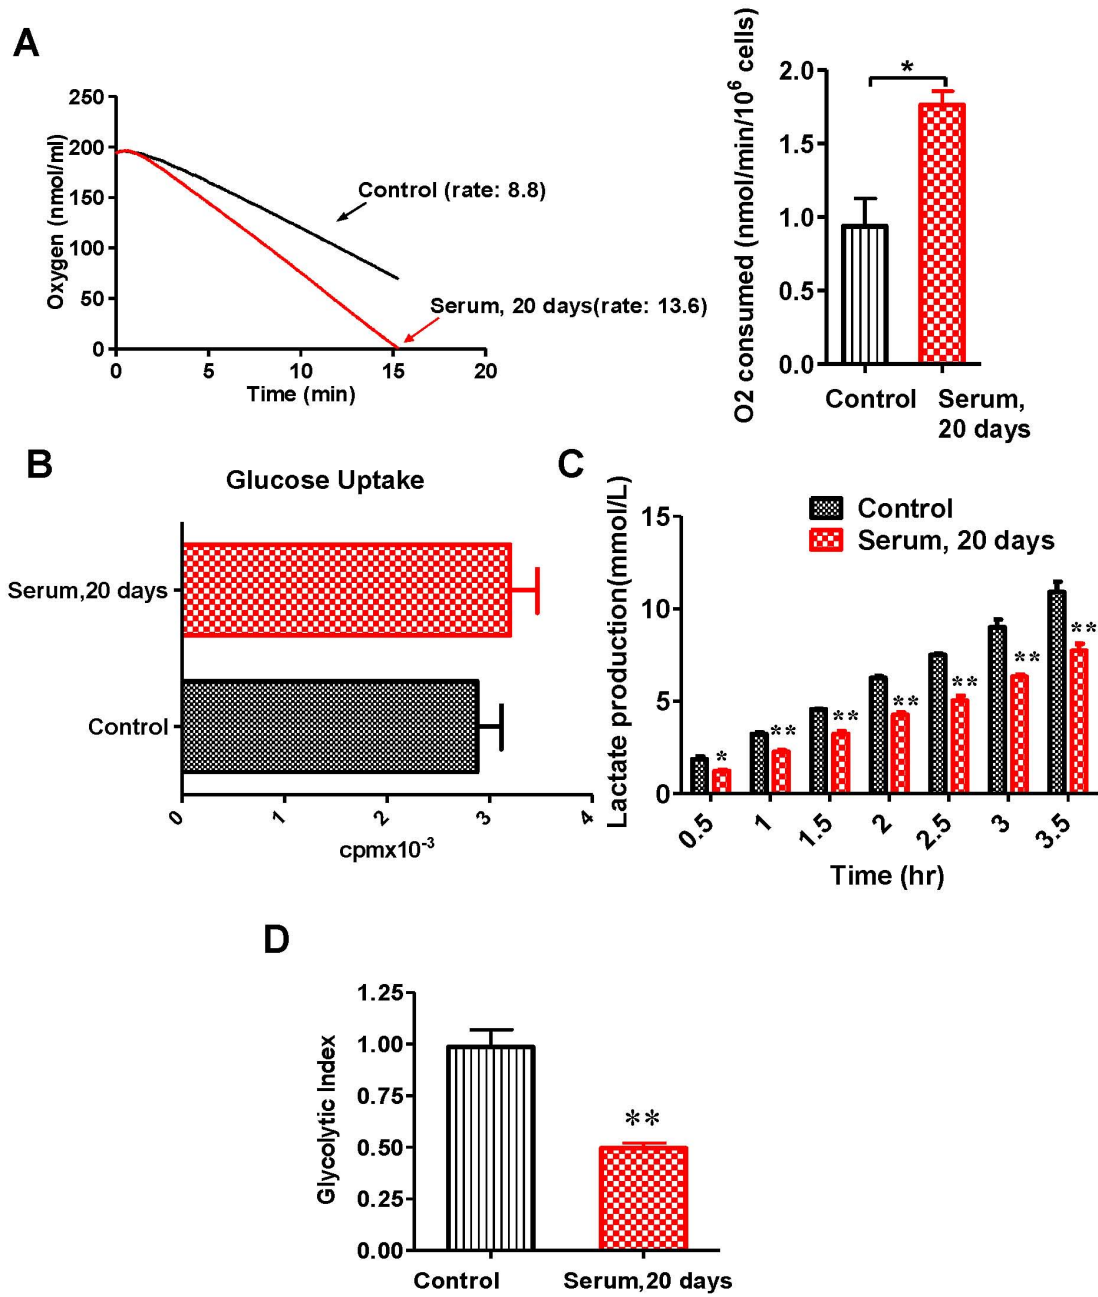 A
250
200
150
100
50
0
Oxygen (nmol/ml)
0 5 10 15 20
Time (min)
Control (rate: 8.8)
Serum, 20 days(rate: 13.6)
O2 consumed (nmol/min/10⁶ cells)
2.0
1.5
1.0
0.5
0.0
*
Control Serum,
20 days
B
Glucose Uptake
Serum,20 days
Control
0 1 2 3 4
cpmx10⁻³
C
Lactate production(nmol/L)
15
10
5
0
Control
Serum, 20 days
* ** ** ** ** ** **
0.5 1 1.5 2 2.5 3 3.5
Time (hr)
D
Glycolytic Index
1.25
1.00
0.75
0.50
0.25
0.00
**
Control Serum,20 days